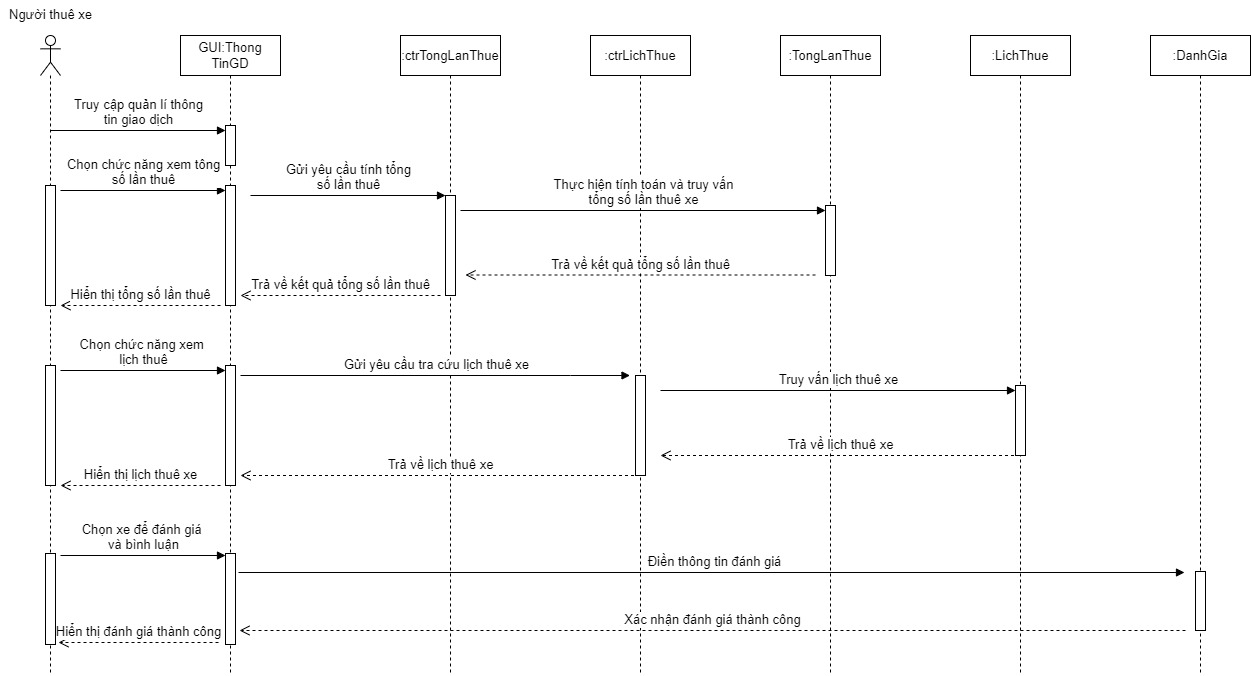 Người thuê xe
GUI:Thong
TinGD
:ctrTongLanThue
:ctrLichThue
:TongLanThue
:LichThue
:DanhGia
Truy cập quản lí thông
tin giao dịch
Chọn chức năng xem tông
số lần thuê
Gửi yêu cầu tính tổng
số lần thuê
Thực hiện tính toán và truy vấn
tổng số lần thuê xe
Trả về kết quả tổng số lần thuê
Trả về kết quả tổng số lần thuê
Hiển thị tổng số lần thuê
Chọn chức năng xem
lịch thuê
Gửi yêu cầu tra cứu lịch thuê xe
Truy vấn lịch thuê xe
Trả về lịch thuê xe
Trả về lịch thuê xe
Hiển thị lịch thuê xe
Chọn xe để đánh giá
và bình luận
Điền thông tin đánh giá
Xác nhận đánh giá thành công
Hiển thị đánh giá thành công